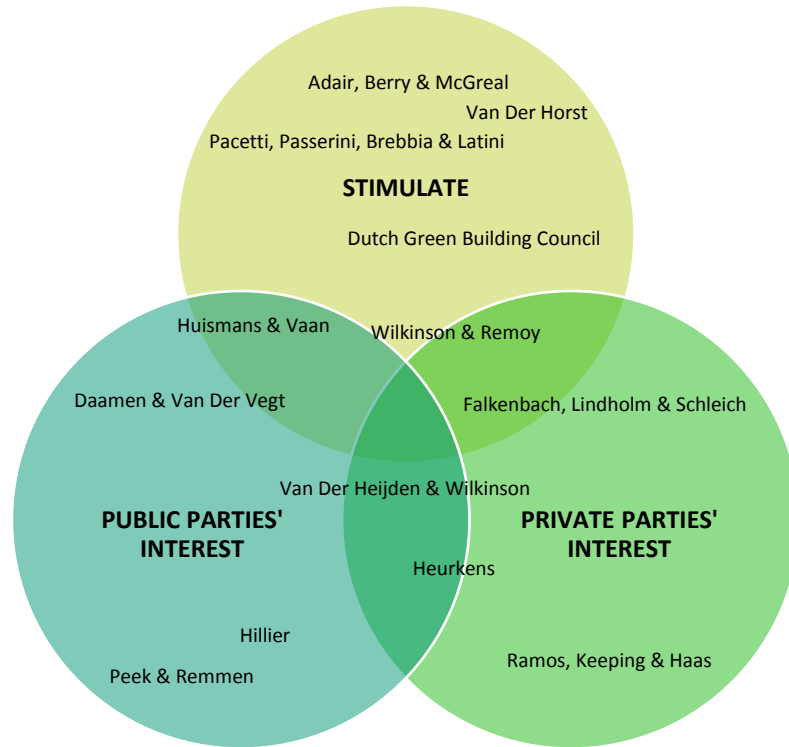 Adair, Berry & McGreal
Van Der Horst
Pacetti, Passerini, Brebbia & Latini
STIMULATE
Dutch Green Building Council
Huismans & Vaan
Wilkinson & Remoy
Daamen & Van Der Vegt
Falkenbach, Lindholm & Schleich
Van Der Heijden & Wilkinson
PUBLIC PARTIES'
INTEREST
PRIVATE PARTIES'
INTEREST
Heurkens
Hillier
Peek & Remmen
Ramos, Keeping & Haas